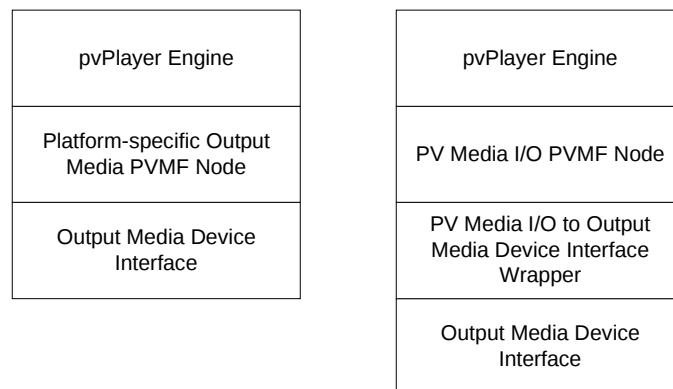 pvPlayer Engine
Platform-specific Output
Media PVMF Node
Output Media Device
Interface
pvPlayer Engine
PV Media I/O PVMF Node
PV Media I/O to Output
Media Device Interface
Wrapper
Output Media Device
Interface